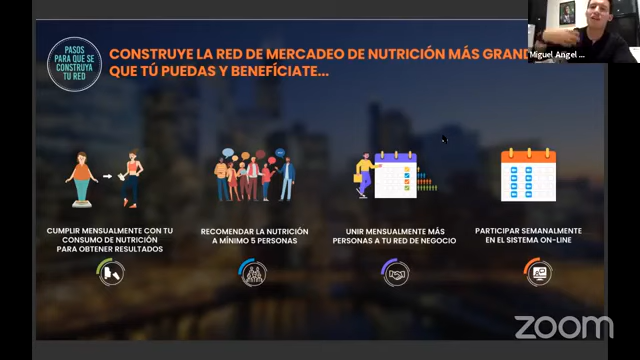 PASOS
PARA QUE SE
CONSTRUYA
TU RED
CONSTRUYE LA RED DE MERCADEO DE NUTRICIÓN MÁS GRAND
QUE TÚ PUEDAS Y BENEFÍCIATE...
Miguel Angel ...
CUMPLIR MENSUALMENTE CON TU
CONSUMO DE NUTRICIÓN
PARA OBTENER RESULTADOS
RECOMENDAR LA NUTRICIÓN
A MÍNIMO 5 PERSONAS
UNIR MENSUALMENTE MÁS
PERSONAS A TU RED DE NEGOCIO
PARTICIPAR SEMANALMENTE
EN EL SISTEMA ON-LINE
zoom